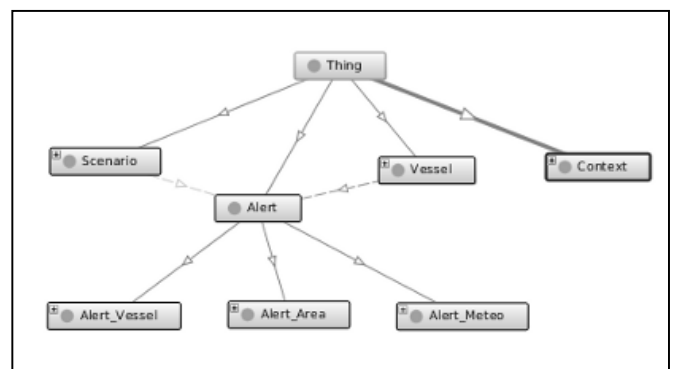 Thing
Scenario
Vessel
Context
Alert
Alert_Vessel
Alert_Area
Alert_Meteo